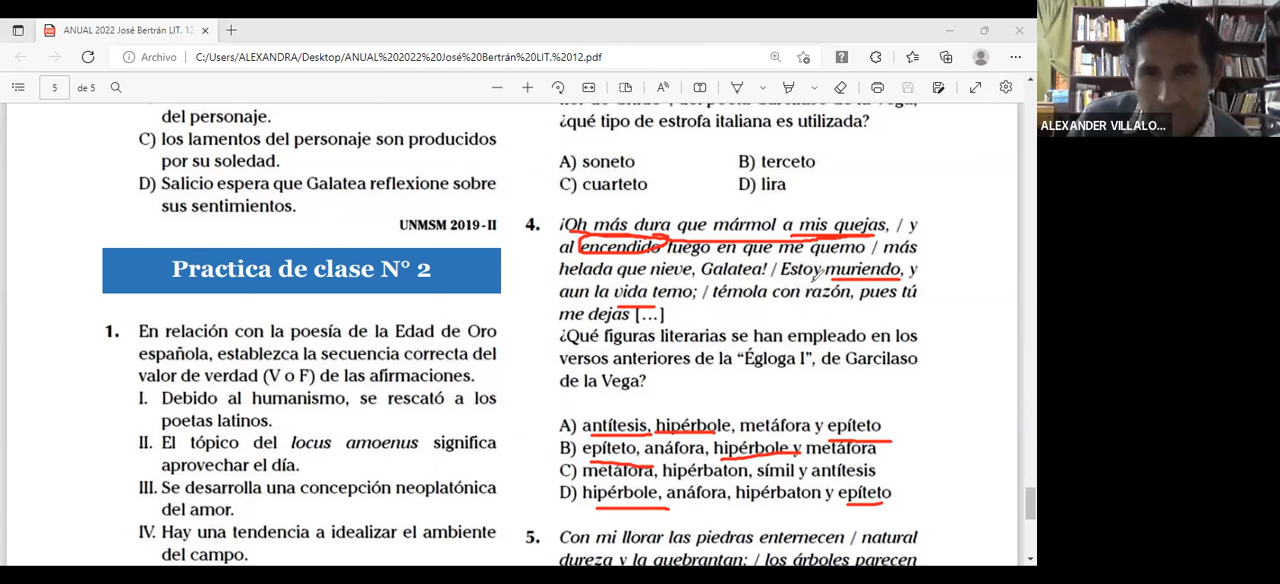 ANUAL 2022 José Bertrán LIT. 12
Archivo
C:/Users/ALEXANDRA/Desktop/ANUAL%202022%20José%20Bertrán%20LIT.%2012.pdf
5
de 5
ALEXANDER VILLALO...
del personaje.
C) los lamentos del personaje son producidos
por su soledad.
D) Salicio espera que Galatea reflexione sobre
sus sentimientos.
UNMSM 2019-II
Practica de clase N° 2
1. En relación con la poesía de la Edad de Oro
española, establezca la secuencia correcta del
valor de verdad (V o F) de las afirmaciones.
I. Debido al humanismo, se rescató a los
poetas latinos.
II. El tópico del locus amoenus significa
aprovechar el día.
III. Se desarrolla una concepción neoplatónica
del amor.
IV. Hay una tendencia a idealizar el ambiente
del campo.
¿qué tipo de estrofa italiana es utilizada?
A) soneto B) terceto
C) cuarteto D) lira
4. ¡Oh más dura que mármol a mis quejas, / y
al encendido fuego en que me quemo / más
helada que nieve, Galatea! / Estoy muriendo, y
aun la vida temo; / témola con razón, pues tú
me dejas [...]
¿Qué figuras literarias se han empleado en los
versos anteriores de la “Égloga I”, de Garcilaso
de la Vega?
A) antítesis, hipérbole, metáfora y epíteto
B) epíteto, anáfora, hipérbole y metáfora
C) metáfora, hipérbaton, símil y antítesis
D) hipérbole, anáfora, hipérbaton y epíteto
5. Con mi llorar las piedras enternecen / natural
dureza y la quebrantan; / los árboles parecen